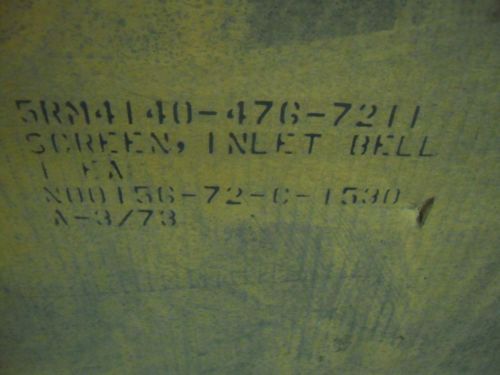 5RM4140-476-7211
SCREEN, INLET BELL
1 EA
N00156-72-C-1530
A-3/73